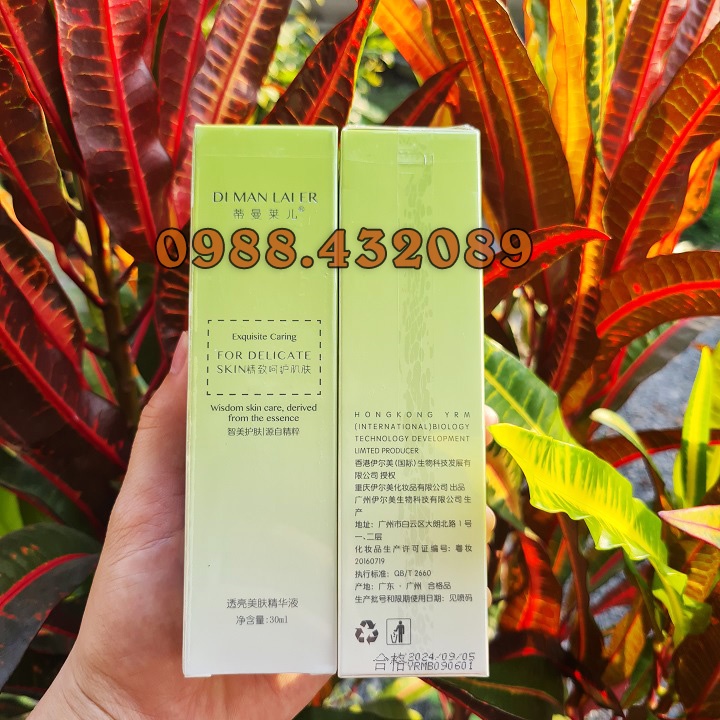 DI MAN LAI ER
蒂曼莱儿®
0988.432089
Exquisite Caring
FOR DELICATE
SKIN精致呵护肌肤
Wisdom skin care, derived
from the essence
智美护肤|源自精粹
透亮美肤精华液
净含量:30ml
HONGKONG YRM
(INTERNATIONAL)BIOLOGY
TECHNOLOGY DEVELOPMENT
LIMITED PRODUCER
香港伊尔美(国际)生物科技发展有
限公司 授权
重庆伊尔美化妆品有限公司 出品
广州伊尔美生物科技有限公司 生
产
地址: 广州市白云区大朗北路1号
一,二层
化妆品生产许可证编号: 粤妆
20160719
执行标准: QB/T 2660
产地: 广东·广州 合格品
生产批号和限期使用日期: 见喷码
合格2024/09/05
YRMB090601